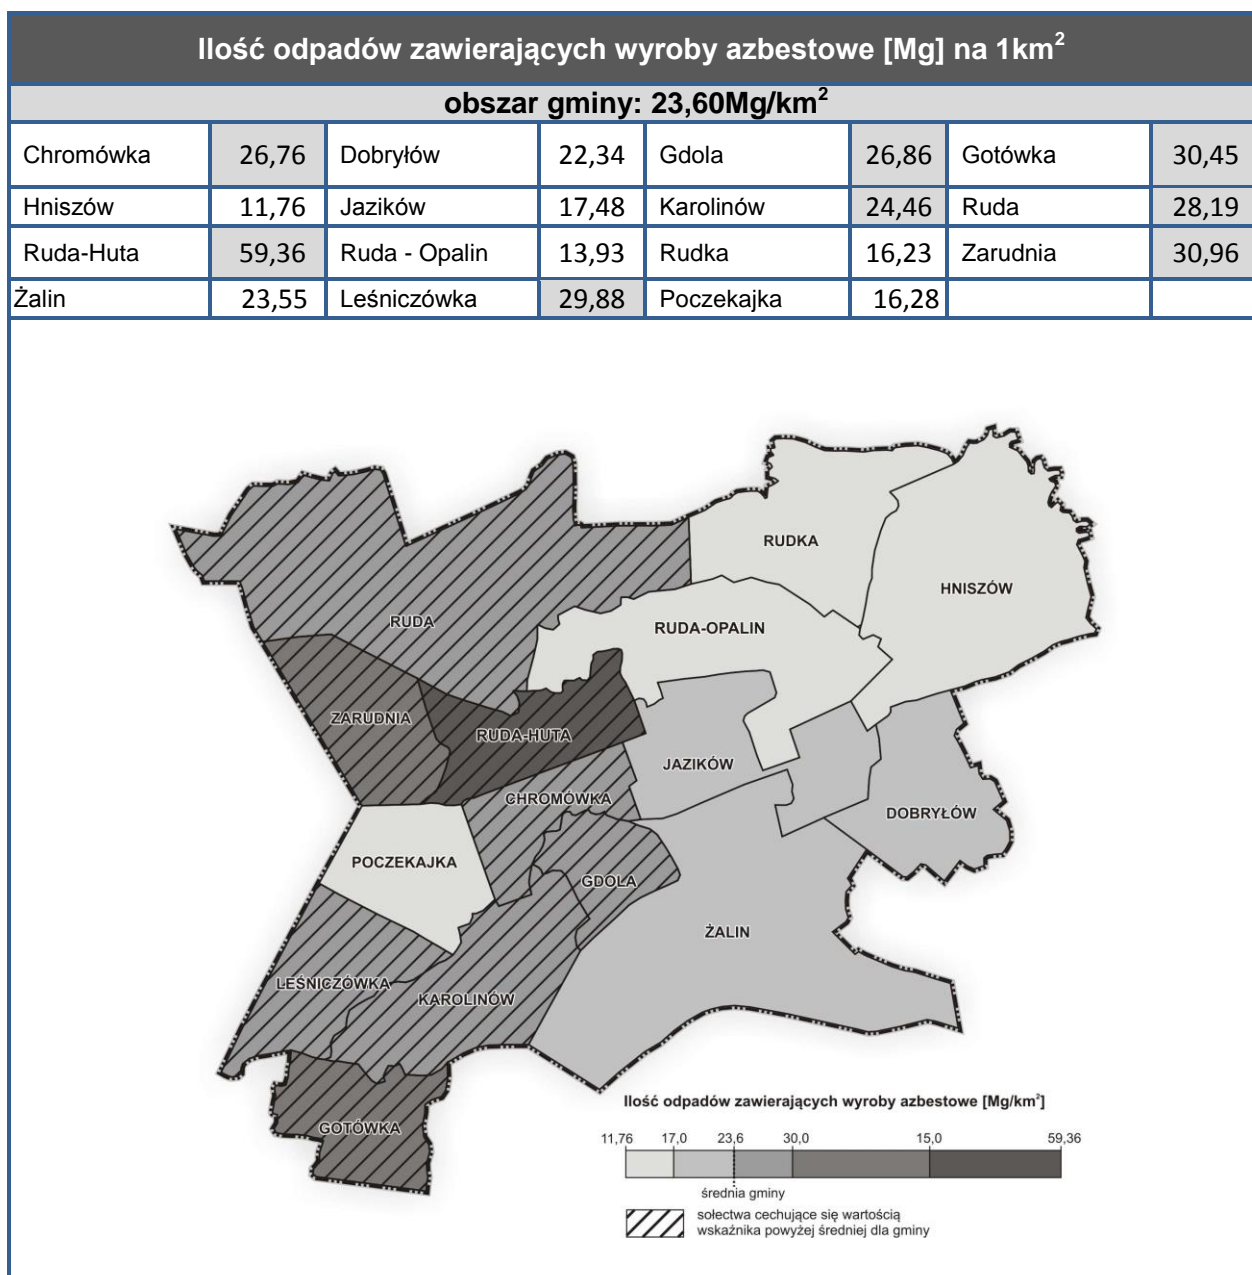 Ilość odpadów zawierających wyroby azbestowe [Mg] na 1km²
obszar gminy: 23,60Mg/km²
Chromówka 26,76 Dobryłów 22,34 Gdola 26,86 Gotówka 30,45
Hniszów 11,76 Jazików 17,48 Karolinów 24,46 Ruda 28,19
Ruda-Huta 59,36 Ruda - Opalin 13,93 Rudka 16,23 Zarudnia 30,96
Żalin 23,55 Leśniczówka 29,88 Poczekajka 16,28
RUDKA
HNISZÓW
RUDA
RUDA-OPALIN
ZARUDNIA
RUDA-HUTA
JAZIKÓW
CHROMÓWKA
DOBRYŁÓW
POCZEKAJKA
GDOLA
ŻALIN
LEŚNICZÓWKA
KAROLINÓW
GOTÓWKA
Ilość odpadów zawierających wyroby azbestowe [Mg/km²]
11,76 17,0 23,6 30,0 15,0 59,36
średnia gminy
sołectwa cechujące się wartością
wskaźnika powyżej średniej dla gminy